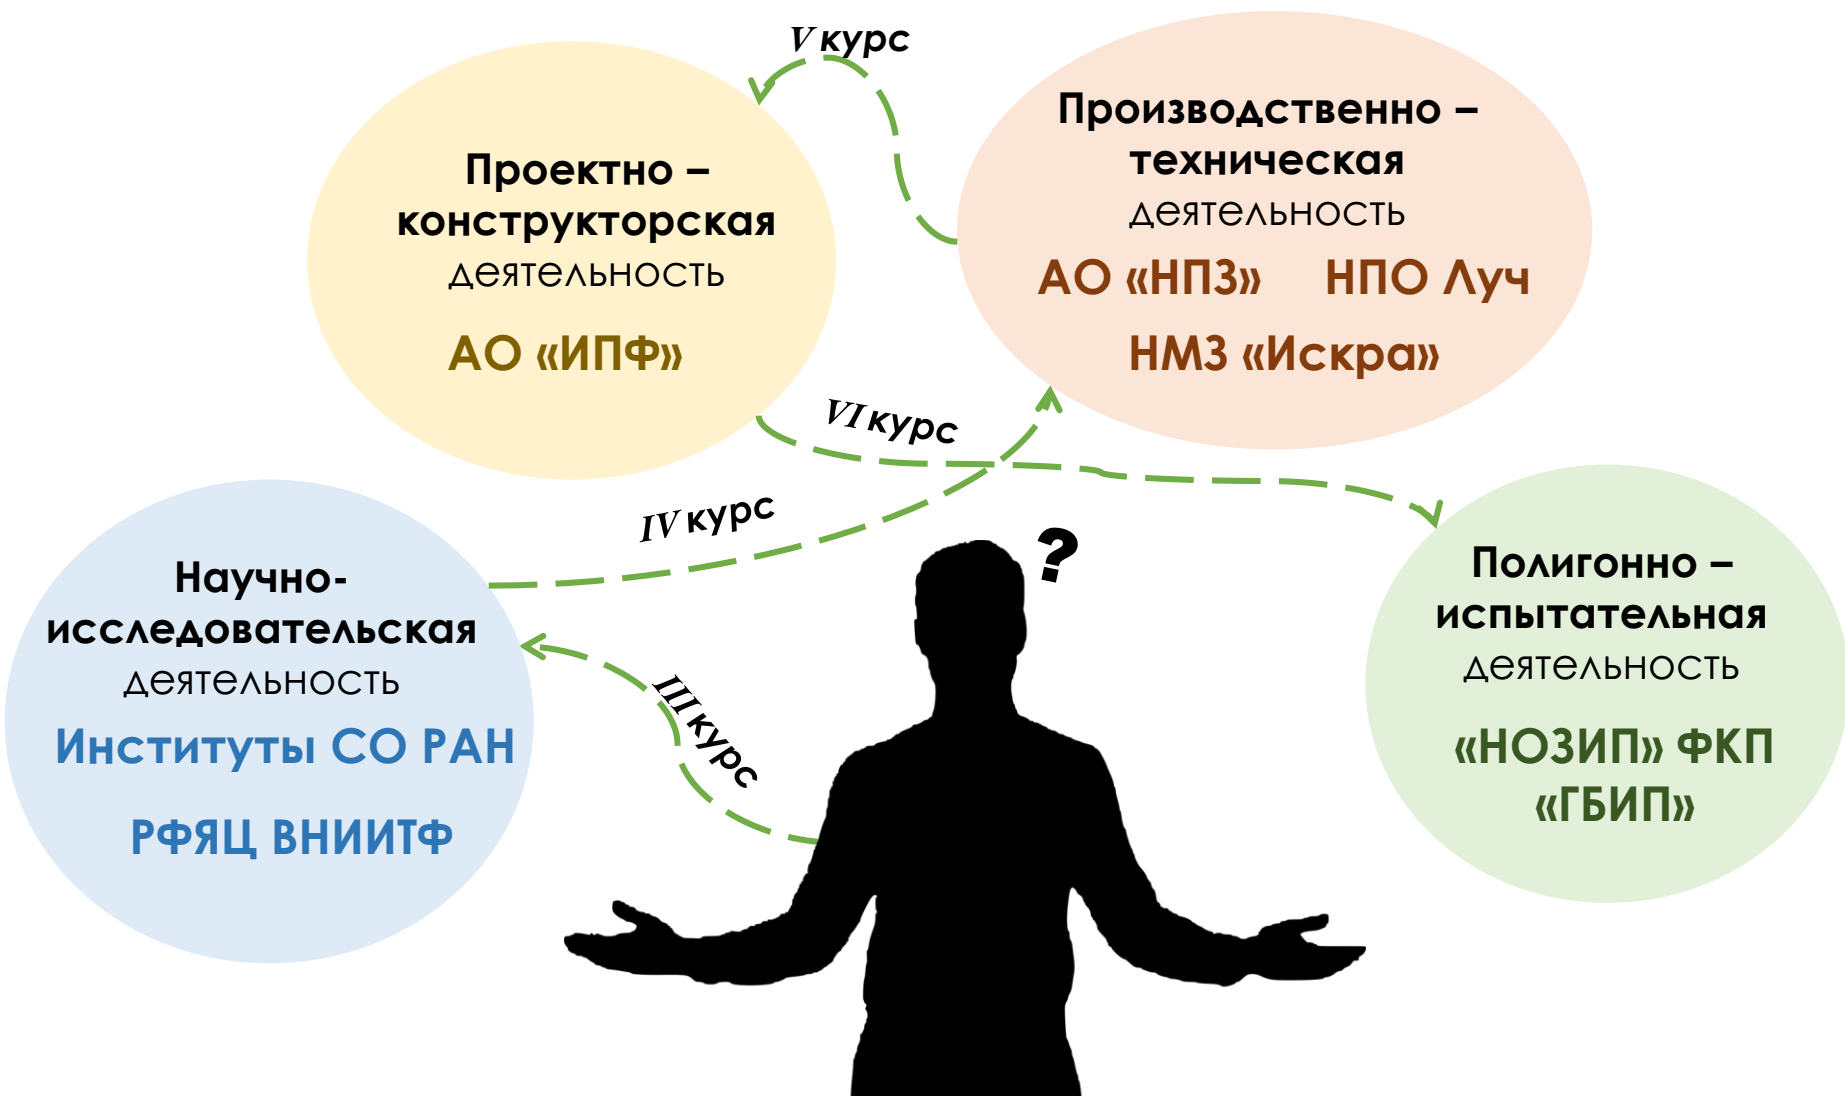 V курс
Производственно –
техническая
деятельность
АО «НПЗ» НПО Луч
НМЗ «Искра»
Проектно –
конструкторская
деятельность
АО «ИПФ»
VI курс
IV курс
?
Научно-
исследовательская
деятельность
Институты СО РАН
РФЯЦ ВНИИТФ
III курс
Полигонно –
испытательная
деятельность
«НОЗИП» ФКП
«ГБИП»